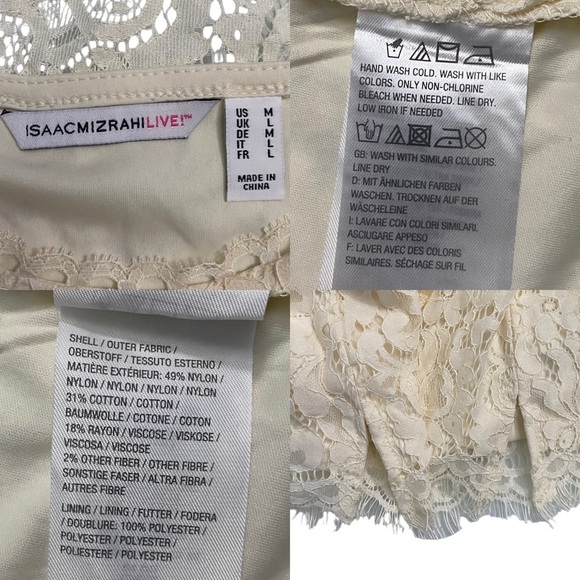 ISAACMIZRAHILIVE!™
US M
UK L
DE M
IT L
FR L
MADE IN
CHINA
HAND WASH COLD. WASH WITH LIKE
COLORS. ONLY NON-CHLORINE
BLEACH WHEN NEEDED. LINE DRY.
LOW IRON IF NEEDED
GB: WASH WITH SIMILAR COLOURS.
LINE DRY
D: MIT ÄHNLICHEN FARBEN
WASCHEN. TROCKNEN AUF DER
WÄSCHELEINE
I: LAVARE CON COLORI SIMILARI.
ASCIUGARE APPESO
F: LAVER AVEC DES COLORIS
SIMILAIRES. SÉCHAGE SUR FIL
SHELL / OUTER FABRIC /
OBERSTOFF / TESSUTO ESTERNO /
MATIÈRE EXTÉRIEUR: 49% NYLON /
NYLON / NYLON / NYLON / NYLON
31% COTTON / COTTON /
BAUMWOLLE / COTONE / COTON
18% RAYON / VISCOSE / VISKOSE /
VISCOSA / VISCOSE
2% OTHER FIBER / OTHER FIBRE /
SONSTIGE FASER / ALTRA FIBRA /
AUTRES FIBRE
LINING / LINING / FUTTER / FODERA
/ DOUBLURE: 100% POLYESTER /
POLYESTER / POLYESTER /
POLIESTERE / POLYESTER